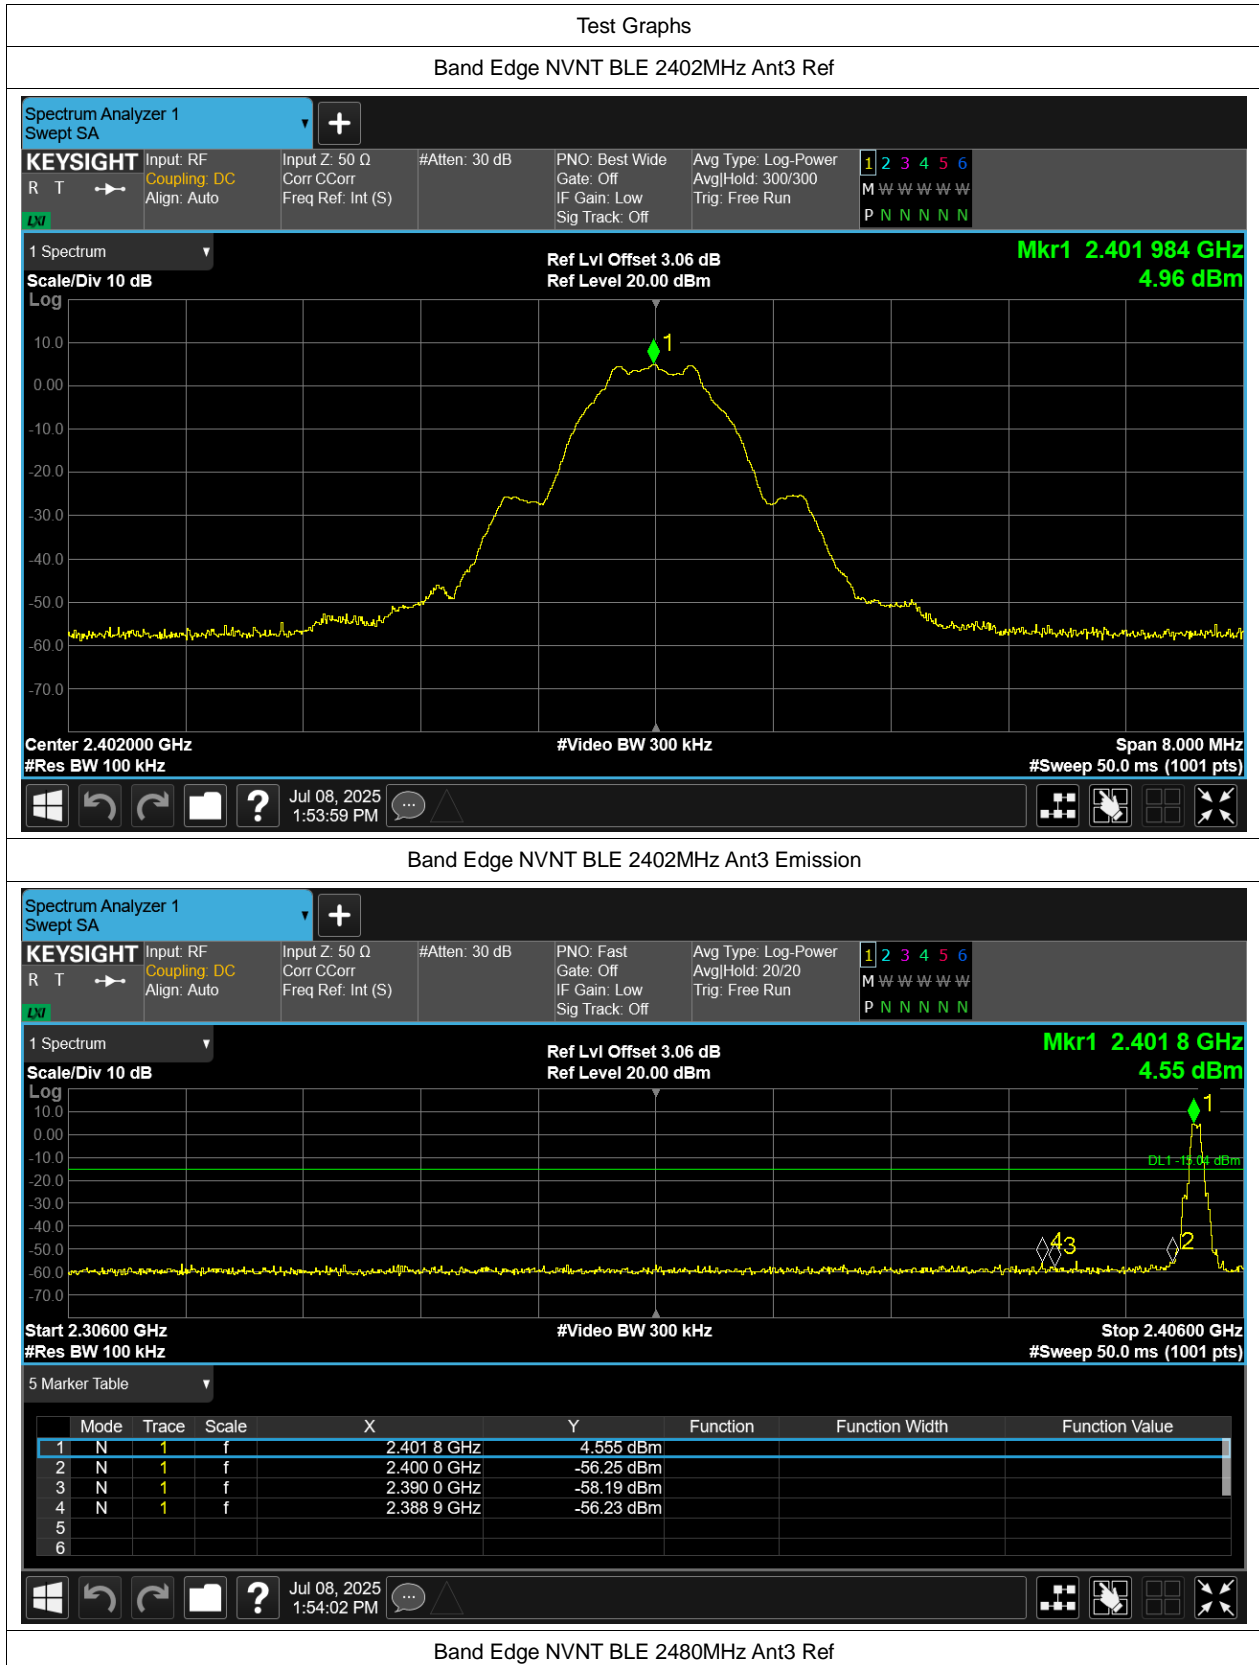 Test Graphs
Band Edge NVNT BLE 2402MHz Ant3 Ref
Spectrum Analyzer 1
Swept SA
KEYSIGHT Input: RF Input Z: 50 Ω #Atten: 30 dB PNO: Best Wide Avg Type: Log-Power 1 2 3 4 5 6
R T Coupling: DC Corr CCorr Gate: Off Avg|Hold: 300/300 M W W W W W
Align: Auto Freq Ref: Int (S) IF Gain: Low Trig: Free Run
LXI Sig Track: Off P N N N N N
1 Spectrum Ref Lvl Offset 3.06 dB Mkr1 2.401 984 GHz
Scale/Div 10 dB Ref Level 20.00 dBm 4.96 dBm
Log
10.0
1
0.00
-10.0
-20.0
-30.0
-40.0
-50.0
-60.0
-70.0
Center 2.402000 GHz #Video BW 300 kHz Span 8.000 MHz
#Res BW 100 kHz #Sweep 50.0 ms (1001 pts)
? Jul 08, 2025
1:53:59 PM
Band Edge NVNT BLE 2402MHz Ant3 Emission
Spectrum Analyzer 1
Swept SA
KEYSIGHT Input: RF Input Z: 50 Ω #Atten: 30 dB PNO: Fast Avg Type: Log-Power 1 2 3 4 5 6
R T Coupling: DC Corr CCorr Gate: Off Avg|Hold: 20/20 M W W W W W
Align: Auto Freq Ref: Int (S) IF Gain: Low Trig: Free Run
LXI Sig Track: Off P N N N N N
1 Spectrum Ref Lvl Offset 3.06 dB Mkr1 2.401 8 GHz
Scale/Div 10 dB Ref Level 20.00 dBm 4.55 dBm
Log
10.0 1
0.00
-10.0 DL1 -15.04 dBm
-20.0
-30.0
-40.0
-50.0 4 3 2
-60.0
-70.0
Start 2.30600 GHz #Video BW 300 kHz Stop 2.40600 GHz
#Res BW 100 kHz #Sweep 50.0 ms (1001 pts)
5 Marker Table
Mode Trace Scale X Y Function Function Width Function Value
1 N 1 f 2.401 8 GHz 4.555 dBm
2 N 1 f 2.400 0 GHz -56.25 dBm
3 N 1 f 2.390 0 GHz -58.19 dBm
4 N 1 f 2.388 9 GHz -56.23 dBm
5
6
? Jul 08, 2025
1:54:02 PM
Band Edge NVNT BLE 2480MHz Ant3 Ref